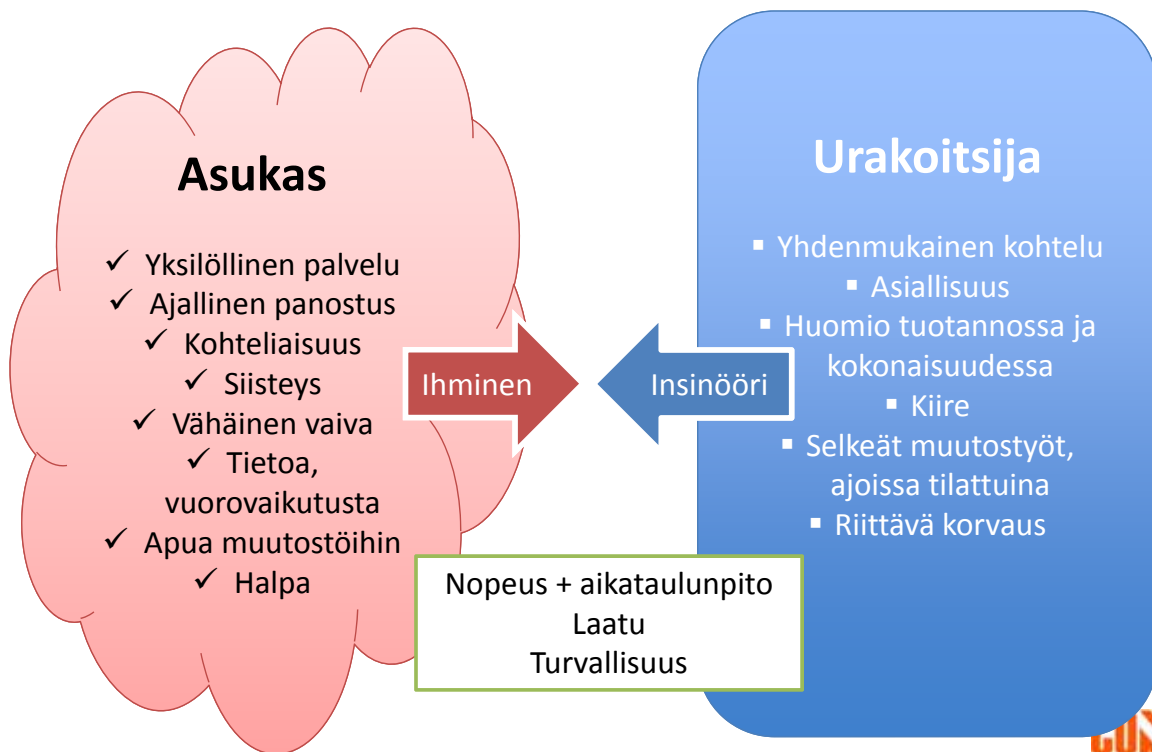 Asukas
✓ Yksilöllinen palvelu
✓ Ajallinen panostus
✓ Kohteliaisuus
✓ Siisteys
✓ Vähäinen vaiva
✓ Tietoa,
vuorovaikutusta
✓ Apua muutostöihin
✓ Halpa
Ihminen
Insinööri
Urakoitsija
▪ Yhdenmukainen kohtelu
▪ Asiallisuus
▪ Huomio tuotannossa ja
kokonaisuudessa
▪ Kiire
▪ Selkeät muutostyöt,
ajoissa tilattuina
▪ Riittävä korvaus
Nopeus + aikataulunpito
Laatu
Turvallisuus